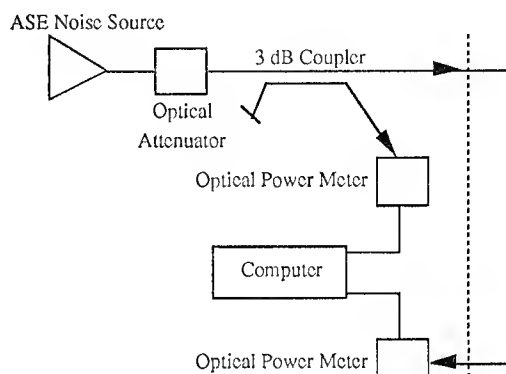 ASE Noise Source
3 dB Coupler
Optical
Attenuator
Optical Power Meter
Computer
Optical Power Meter